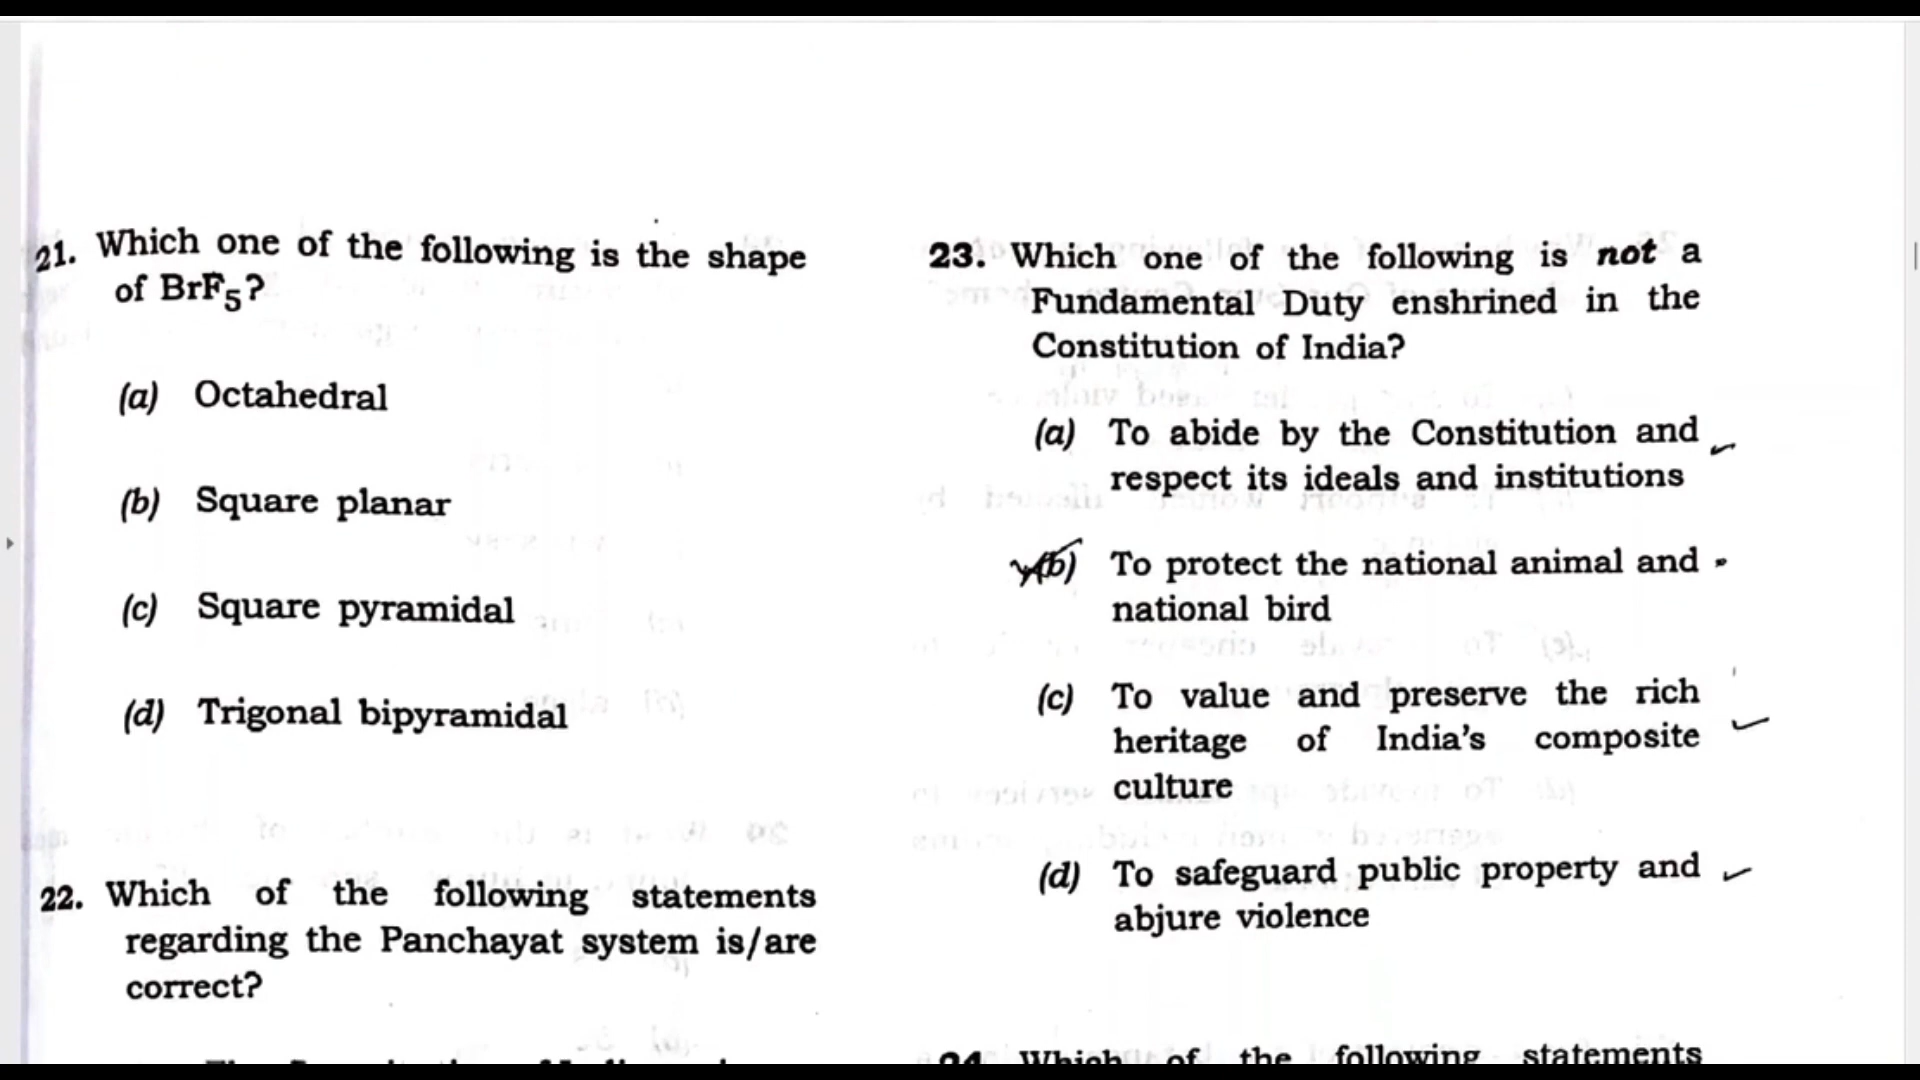 21. Which one of the following is the shape
of BrF5?
(a) Octahedral
(b) Square planar
(c) Square pyramidal
(d) Trigonal bipyramidal
22. Which of the following statements
regarding the Panchayat system is/are
correct?
23. Which one of the following is not a
Fundamental Duty enshrined in the
Constitution of India?
(a) To abide by the Constitution and
respect its ideals and institutions
(b) To protect the national animal and
national bird
(c) To value and preserve the rich
heritage of India's composite
culture
(d) To safeguard public property and
abjure violence
24. Which of the following statements